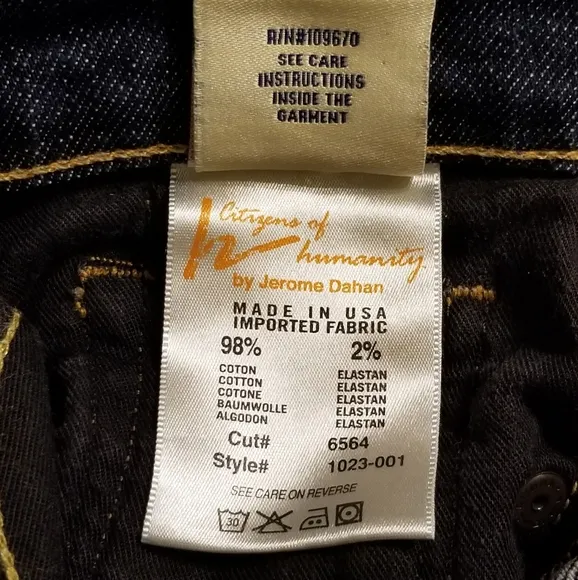 R/N#109670
SEE CARE
INSTRUCTIONS
INSIDE THE
GARMENT
Citizens of
humanity
by Jerome Dahan
MADE IN USA
IMPORTED FABRIC
98% 2%
COTON ELASTAN
COTTON ELASTAN
COTONE ELASTAN
BAUMWOLLE ELASTAN
ALGODON ELASTAN
Cut# 6564
Style# 1023-001
SEE CARE ON REVERSE
30